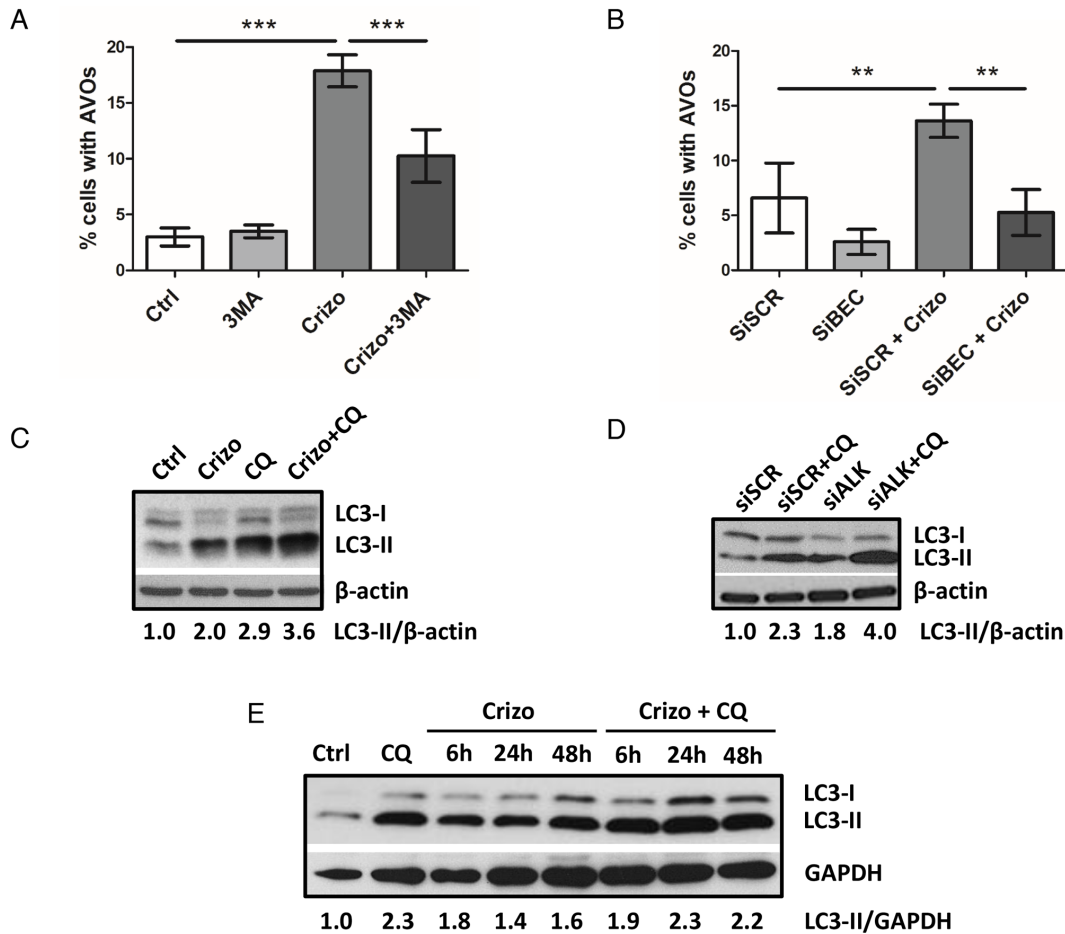 A
*** ***
20
15
10
5
0
% cells with AVOs
Ctrl
3MA
Crizo
Crizo+3MA
B
** **
20
15
10
5
0
% cells with AVOs
SiSCR
SiBEC
SiSCR + Crizo
SiBEC + Crizo
C
Ctrl
Crizo
CQ
Crizo+CQ
LC3-I
LC3-II
β-actin
1.0 2.0 2.9 3.6 LC3-II/β-actin
D
siSCR
siSCR+CQ
siALK
siALK+CQ
LC3-I
LC3-II
β-actin
1.0 2.3 1.8 4.0 LC3-II/β-actin
E
Crizo Crizo + CQ
Ctrl CQ 6h 24h 48h 6h 24h 48h
LC3-I
LC3-II
GAPDH
1.0 2.3 1.8 1.4 1.6 1.9 2.3 2.2 LC3-II/GAPDH